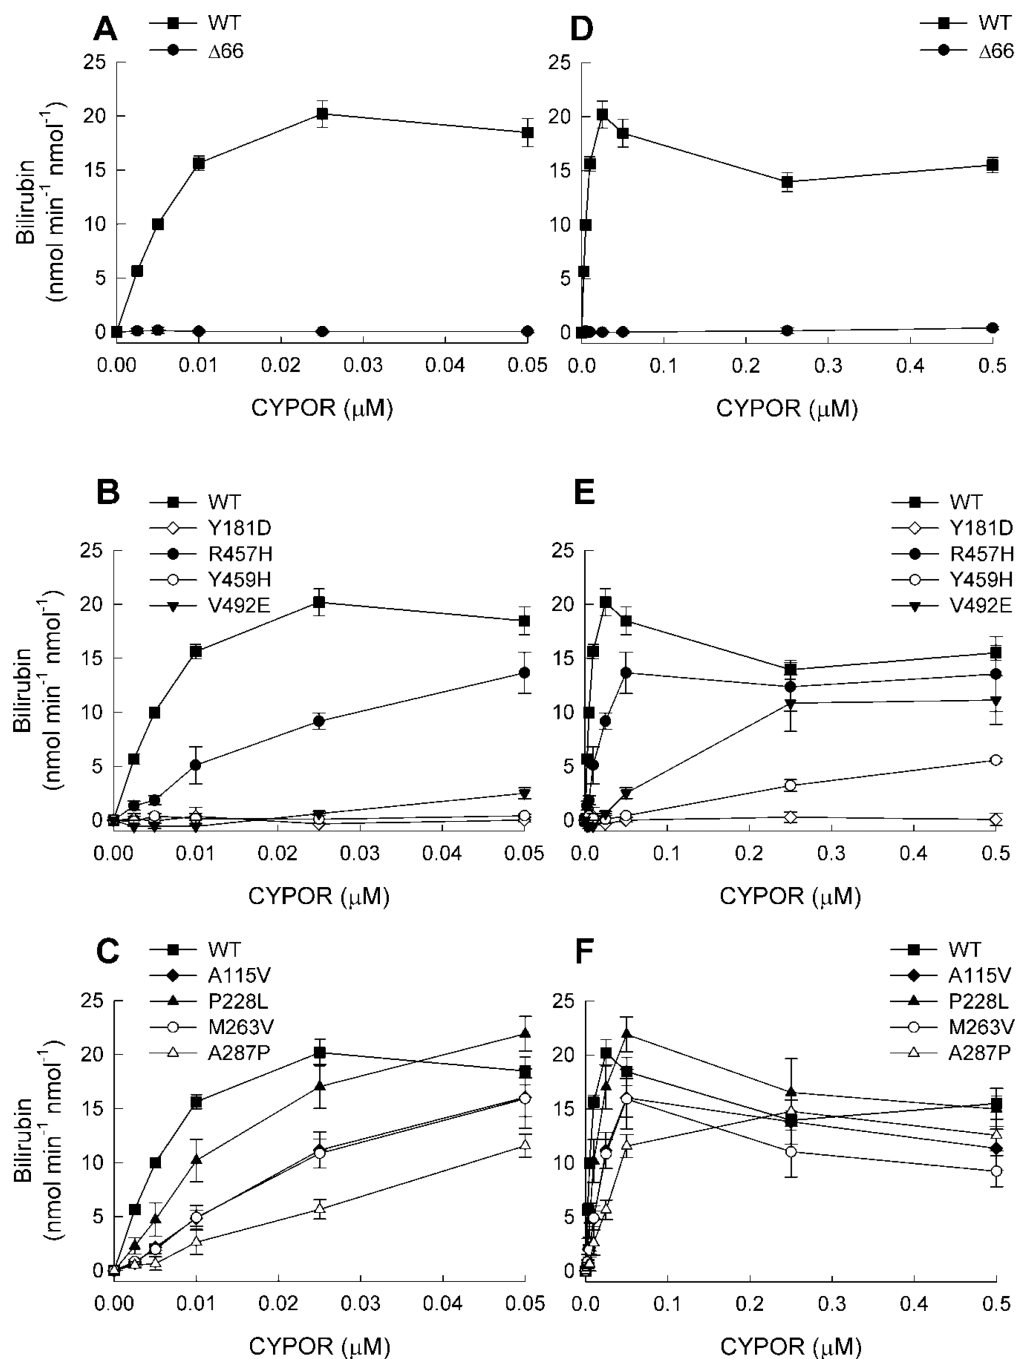 A
WT
Δ66
25
20
15
10
5
0
Bilirubin
(nmol min⁻¹ nmol⁻¹)
0.00 0.01 0.02 0.03 0.04 0.05
CYPOR (μM)
D
WT
Δ66
25
20
15
10
5
0
0.0 0.1 0.2 0.3 0.4 0.5
CYPOR (μM)
B
WT
Y181D
R457H
Y459H
V492E
25
20
15
10
5
0
Bilirubin
(nmol min⁻¹ nmol⁻¹)
0.00 0.01 0.02 0.03 0.04 0.05
CYPOR (μM)
E
WT
Y181D
R457H
Y459H
V492E
25
20
15
10
5
0
0.0 0.1 0.2 0.3 0.4 0.5
CYPOR (μM)
C
WT
A115V
P228L
M263V
A287P
25
20
15
10
5
0
Bilirubin
(nmol min⁻¹ nmol⁻¹)
0.00 0.01 0.02 0.03 0.04 0.05
CYPOR (μM)
F
WT
A115V
P228L
M263V
A287P
25
20
15
10
5
0
0.0 0.1 0.2 0.3 0.4 0.5
CYPOR (μM)